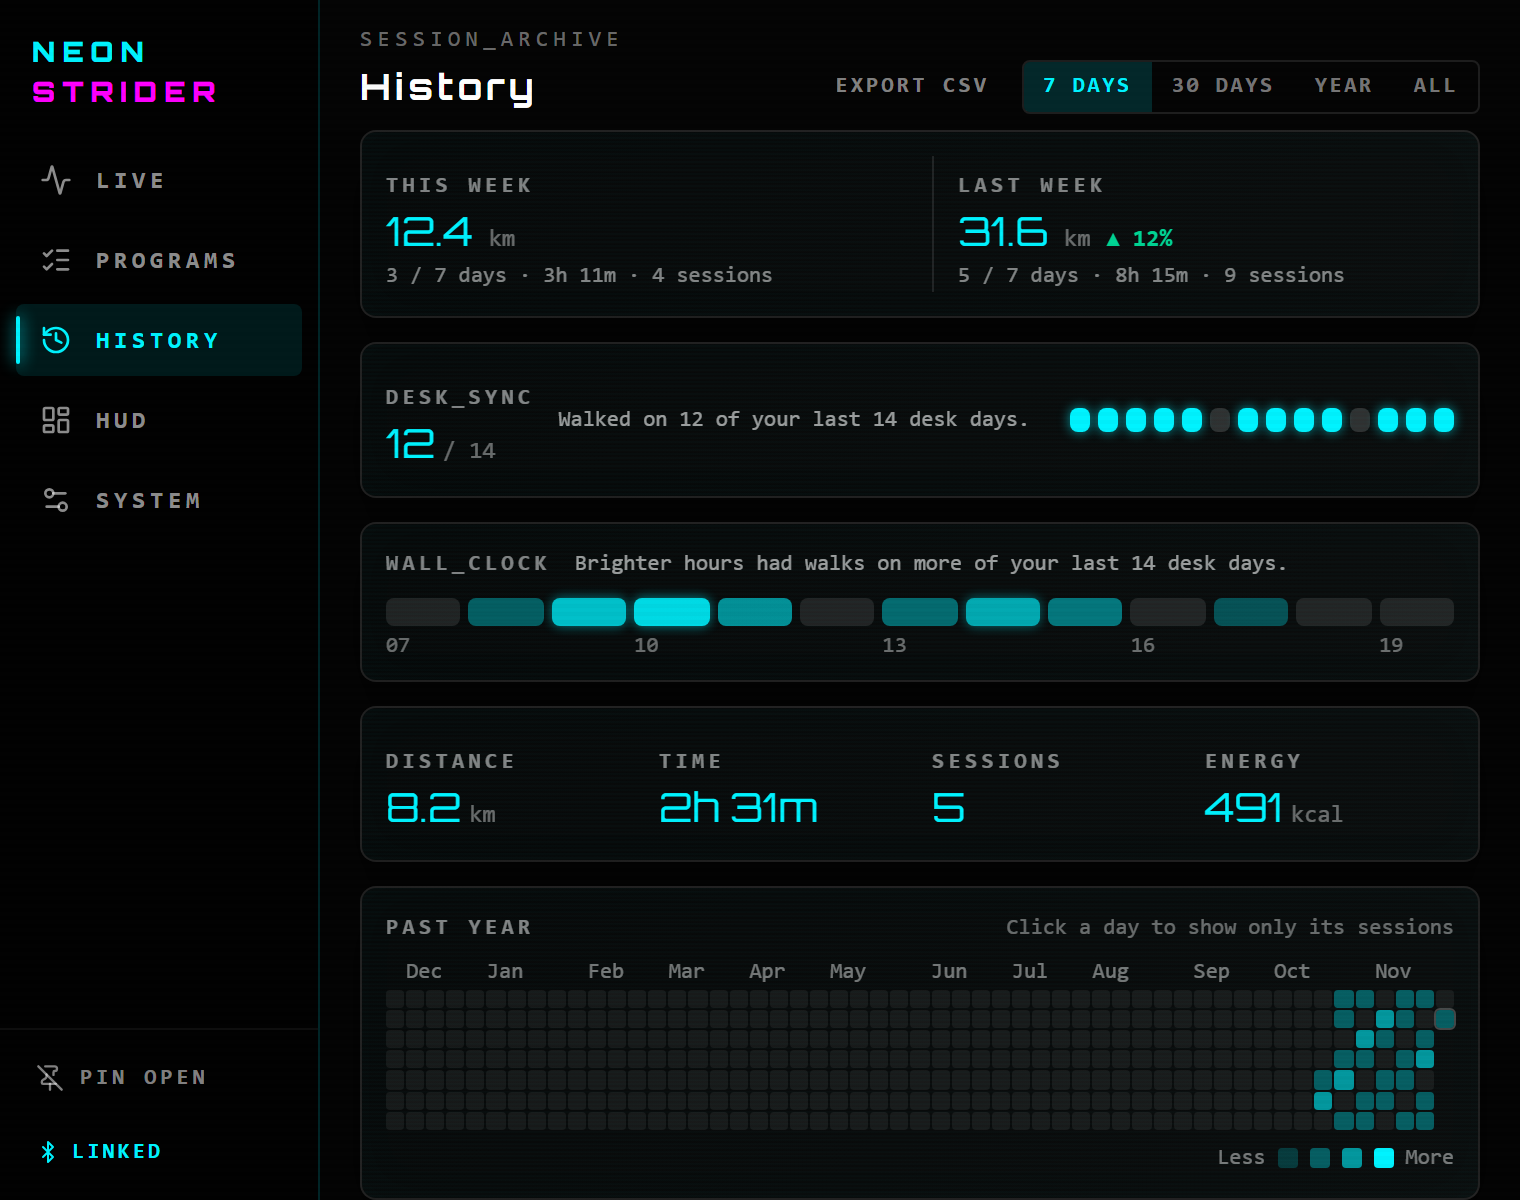 NEON
STRIDER
LIVE
PROGRAMS
HISTORY
HUD
SYSTEM
PIN OPEN
LINKED
SESSION_ARCHIVE
History
EXPORT CSV
7 DAYS 30 DAYS YEAR ALL
THIS WEEK
12.4 km
3 / 7 days · 3h 11m · 4 sessions
LAST WEEK
31.6 km ▲ 12%
5 / 7 days · 8h 15m · 9 sessions
DESK_SYNC
12 / 14
Walked on 12 of your last 14 desk days.
WALL_CLOCK Brighter hours had walks on more of your last 14 desk days.
07 10 13 16 19
DISTANCE
8.2 km
TIME
2h 31m
SESSIONS
5
ENERGY
491 kcal
PAST YEAR
Click a day to show only its sessions
Dec Jan Feb Mar Apr May Jun Jul Aug Sep Oct Nov
Less More